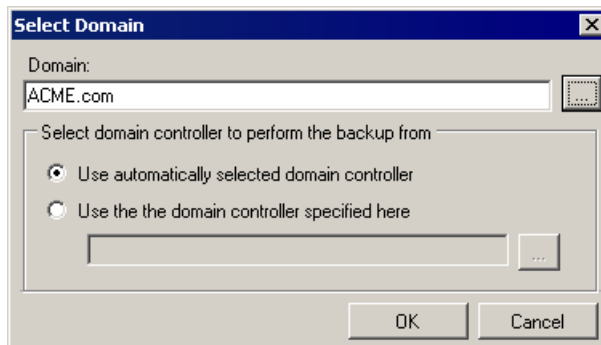 Select Domain
Domain:
ACME.com
...
Select domain controller to perform the backup from
Use automatically selected domain controller
Use the the domain controller specified here
...
OK Cancel